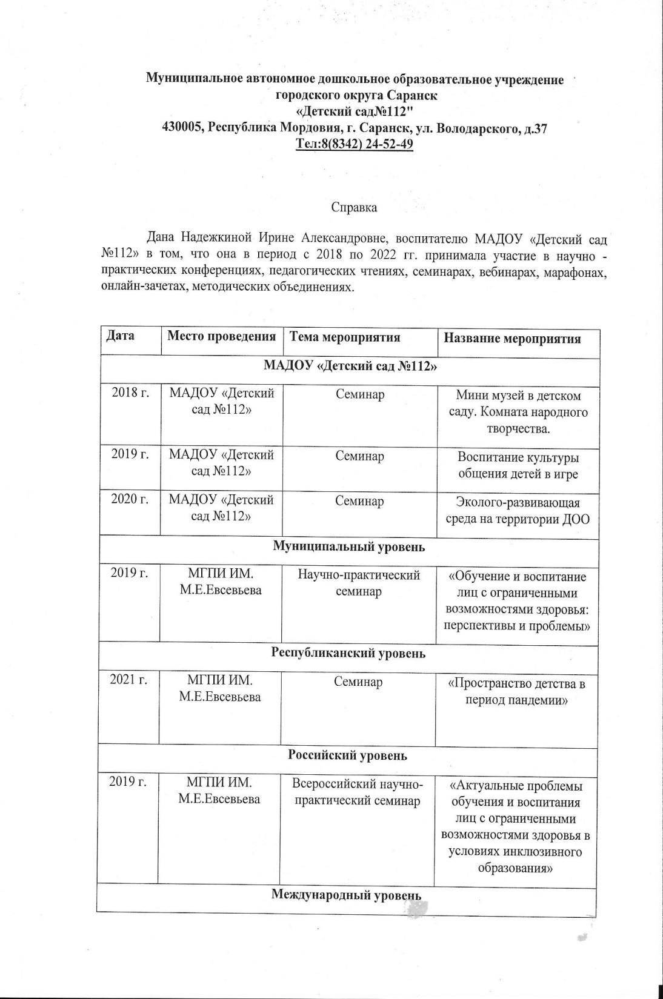 Муниципальное автономное дошкольное образовательное учреждение
городского округа Саранск
«Детский сад№112"
430005, Республика Мордовия, г. Саранск, ул. Володарского, д.37
Тел:8(8342) 24-52-49
Справка
Дана Надежкиной Ирине Александровне, воспитателю МАДОУ «Детский сад
№112» в том, что она в период с 2018 по 2022 гг. принимала участие в научно -
практических конференциях, педагогических чтениях, семинарах, вебинарах, марафонах,
онлайн-зачетах, методических объединениях.
Дата Место проведения Тема мероприятия Название мероприятия
МАДОУ «Детский сад №112»
2018 г. МАДОУ «Детский Семинар Мини музей в детском
сад №112» саду. Комната народного
творчества.
2019 г. МАДОУ «Детский Семинар Воспитание культуры
сад №112» общения детей в игре
2020 г. МАДОУ «Детский Семинар Эколого-развивающая
сад №112» среда на территории ДОО
Муниципальный уровень
2019 г. МГПИ ИМ. Научно-практический «Обучение и воспитание
М.Е.Евсевьева семинар лиц с ограниченными
возможностями здоровья:
перспективы и проблемы»
Республиканский уровень
2021 г. МГПИ ИМ. Семинар «Пространство детства в
М.Е.Евсевьева период пандемии»
Российский уровень
2019 г. МГПИ ИМ. Всероссийский научно- «Актуальные проблемы
М.Е.Евсевьева практический семинар обучения и воспитания
лиц с ограниченными
возможностями здоровья в
условиях инклюзивного
образования»
Международный уровень